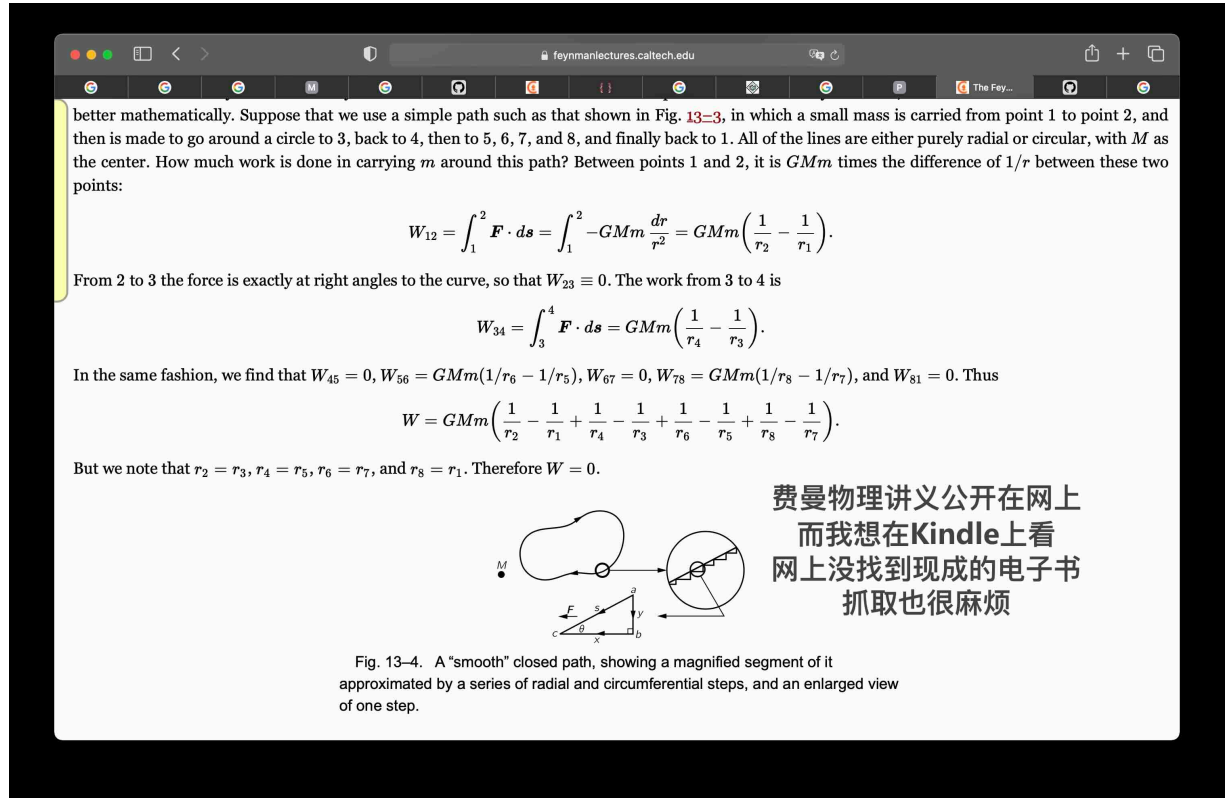 feynmanlectures.caltech.edu
M
{ }
P
The Fey...
better mathematically. Suppose that we use a simple path such as that shown in Fig. 13–3, in which a small mass is carried from point 1 to point 2, and
then is made to go around a circle to 3, back to 4, then to 5, 6, 7, and 8, and finally back to 1. All of the lines are either purely radial or circular, with M as
the center. How much work is done in carrying m around this path? Between points 1 and 2, it is GMm times the difference of 1/r between these two
points:
W₁₂ = ∫₁² F · ds = ∫₁² −GMm dr/r² = GMm(1/r₂ − 1/r₁).
From 2 to 3 the force is exactly at right angles to the curve, so that W₂₃ ≡ 0. The work from 3 to 4 is
W₃₄ = ∫₃⁴ F · ds = GMm(1/r₄ − 1/r₃).
In the same fashion, we find that W₄₅ = 0, W₅₆ = GMm(1/r₆ − 1/r₅), W₆₇ = 0, W₇₈ = GMm(1/r₈ − 1/r₇), and W₈₁ = 0. Thus
W = GMm(1/r₂ − 1/r₁ + 1/r₄ − 1/r₃ + 1/r₆ − 1/r₅ + 1/r₈ − 1/r₇).
But we note that r₂ = r₃, r₄ = r₅, r₆ = r₇, and r₈ = r₁. Therefore W = 0.
费曼物理讲义公开在网上
而我想在Kindle上看
网上没找到现成的电子书
抓取也很麻烦
M
a
F
s
y
c
θ
x
b
Fig. 13–4. A “smooth” closed path, showing a magnified segment of it
approximated by a series of radial and circumferential steps, and an enlarged view
of one step.